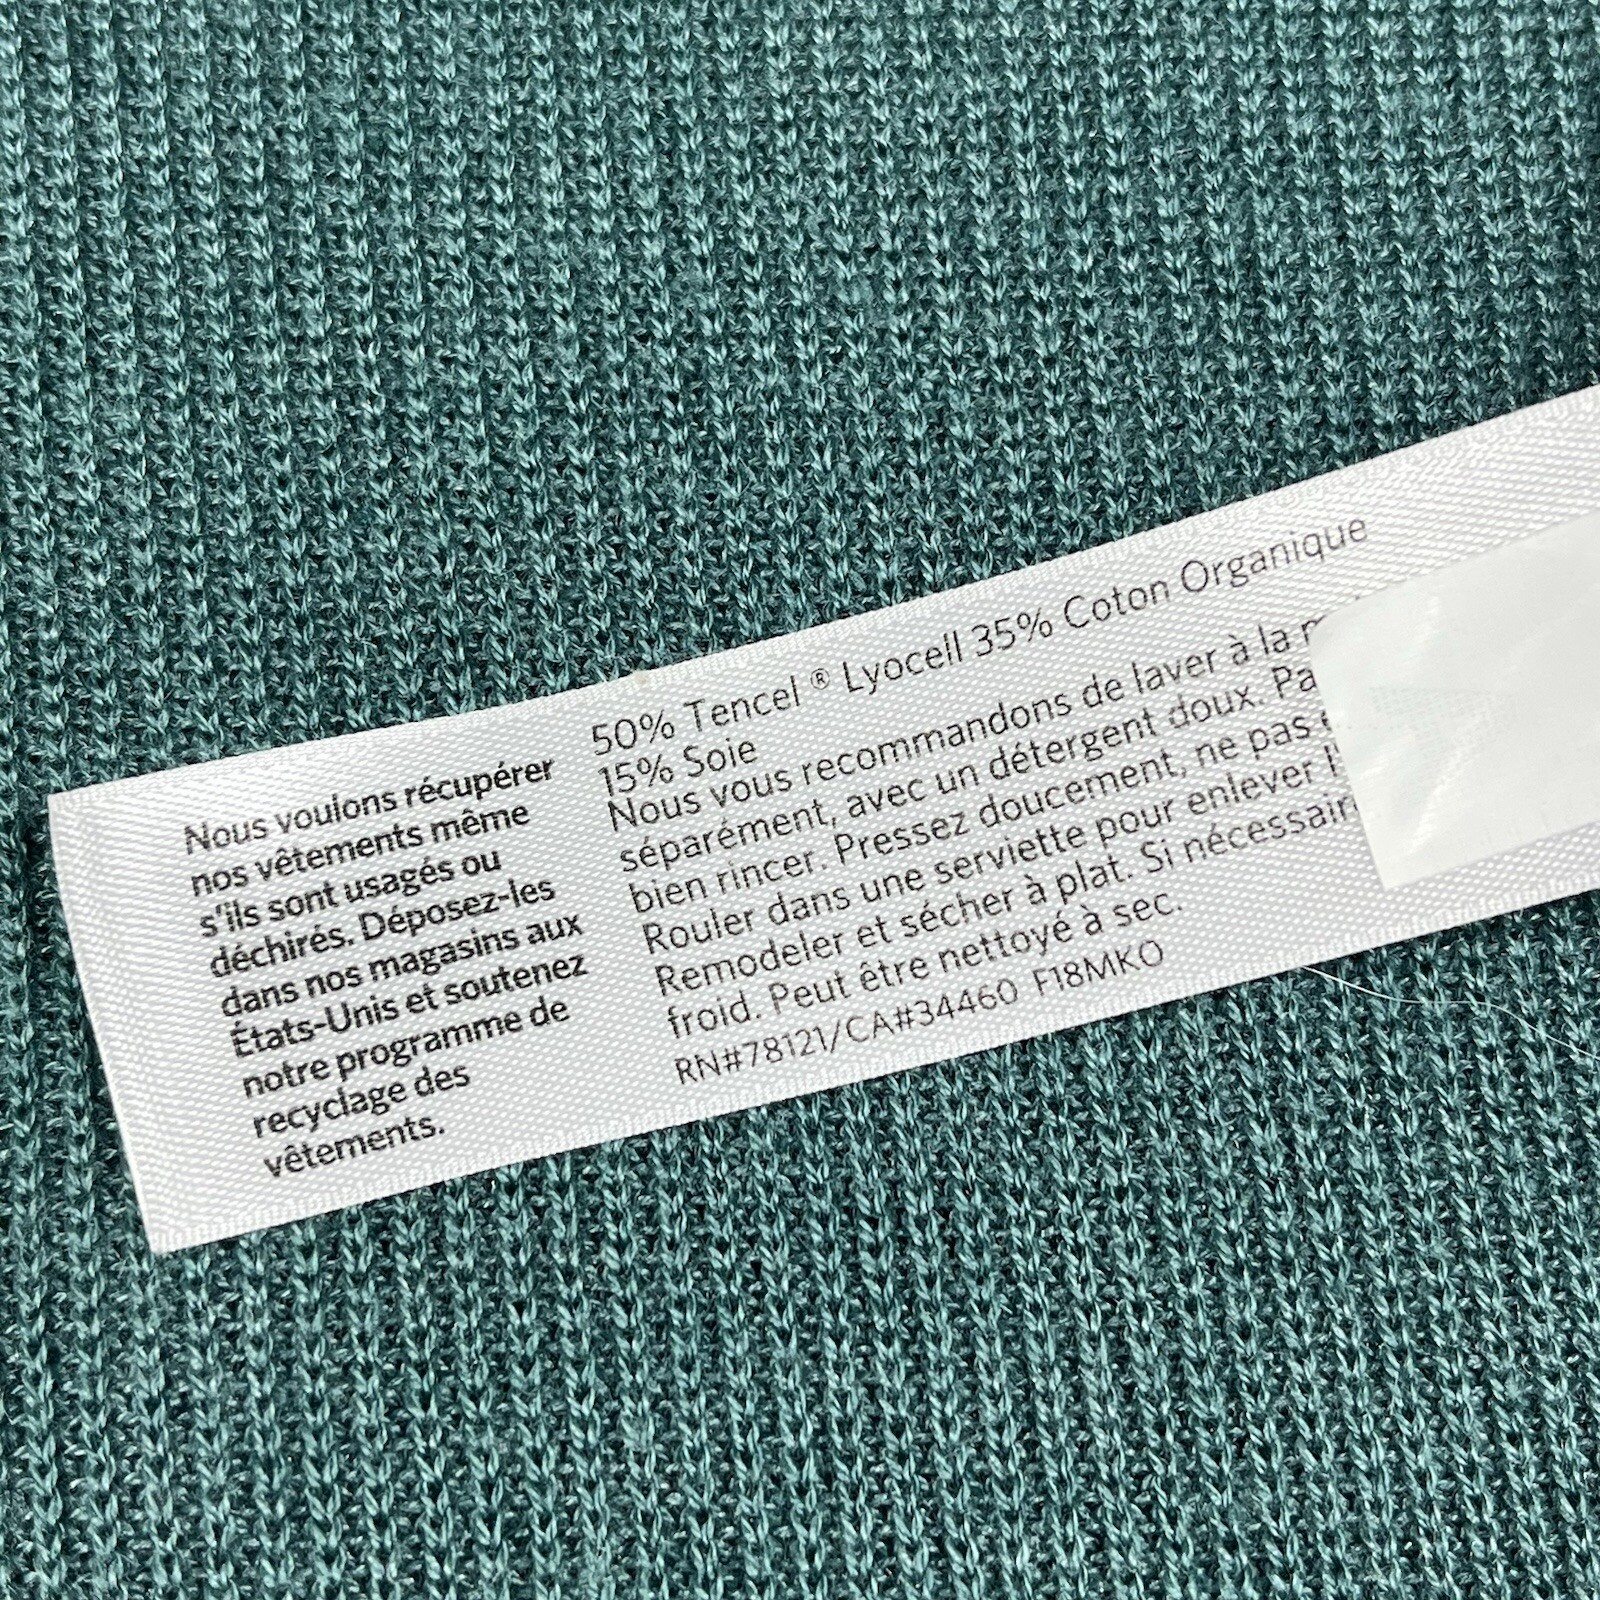 Nous voulons récupérer
nos vêtements même
s'ils sont usagés ou
déchirés. Déposez-les
dans nos magasins aux
États-Unis et soutenez
notre programme de
recyclage des
vêtements.
50% Tencel ® Lyocell 35% Coton Organique
15% Soie
Nous vous recommandons de laver à la
séparément, avec un détergent doux.
bien rincer. Pressez doucement, ne pas
Rouler dans une serviette pour enlever l'
Remodeler et sécher à plat. Si
froid. Peut être nettoyé à sec.
RN#78121/CA#34460 F18MKO